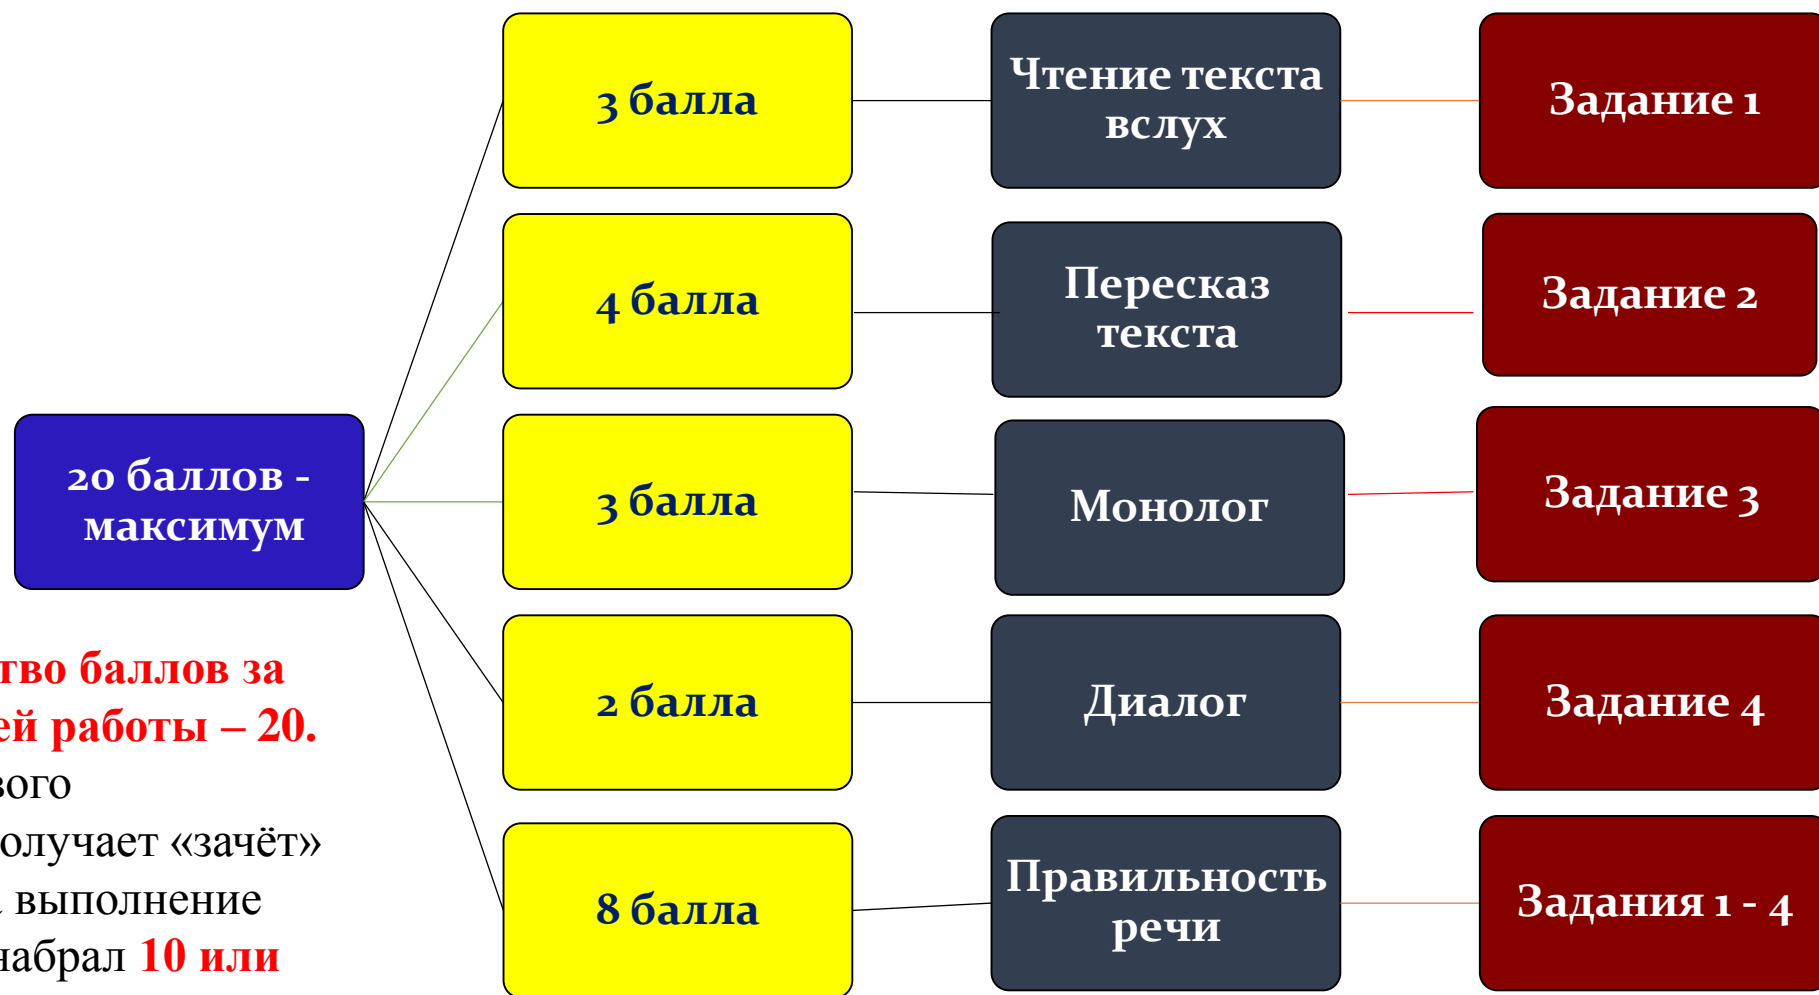 3 балла
Чтение текста
вслух
Задание 1
4 балла
Пересказ
текста
Задание 2
20 баллов -
максимум
3 балла
Монолог
Задание 3
2 балла
Диалог
Задание 4
8 балла
Правильность
речи
Задания 1 - 4
тво баллов за
ей работы – 20.
вого
олучает «зачёт»
выполнение
набрал 10 или